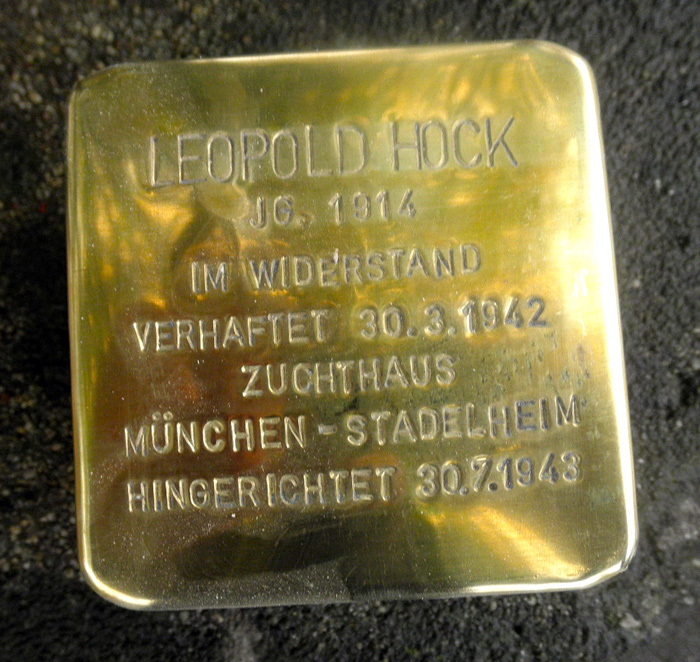 LEOPOLD HOCK
JG. 1914
IM WIDERSTAND
VERHAFTET 30.3.1942
ZUCHTHAUS
MÜNCHEN-STADELHEIM
HINGERICHTET 30.7.1943